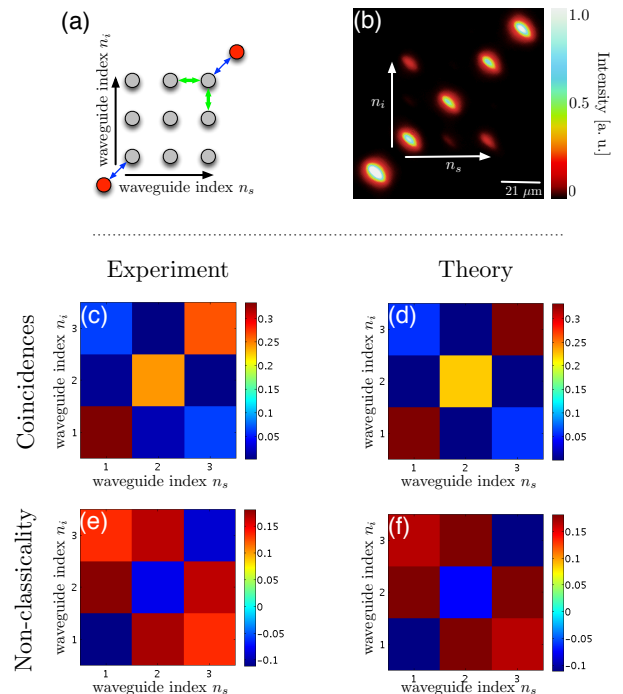 (a)
waveguide index n_i
waveguide index n_s
(b)
n_i
n_s
21 μm
1.0
0.5
0
Intensity [a. u.]
Experiment
Theory
Coincidences
(c)
waveguide index n_i
3
2
1
1 2 3
waveguide index n_s
0.3
0.25
0.2
0.15
0.1
0.05
(d)
waveguide index n_i
3
2
1
1 2 3
waveguide index n_s
0.3
0.25
0.2
0.15
0.1
0.05
Non-classicality
(e)
waveguide index n_i
3
2
1
1 2 3
waveguide index n_s
0.15
0.1
0.05
0
-0.05
-0.1
(f)
waveguide index n_i
3
2
1
1 2 3
waveguide index n_s
0.15
0.1
0.05
0
-0.05
-0.1